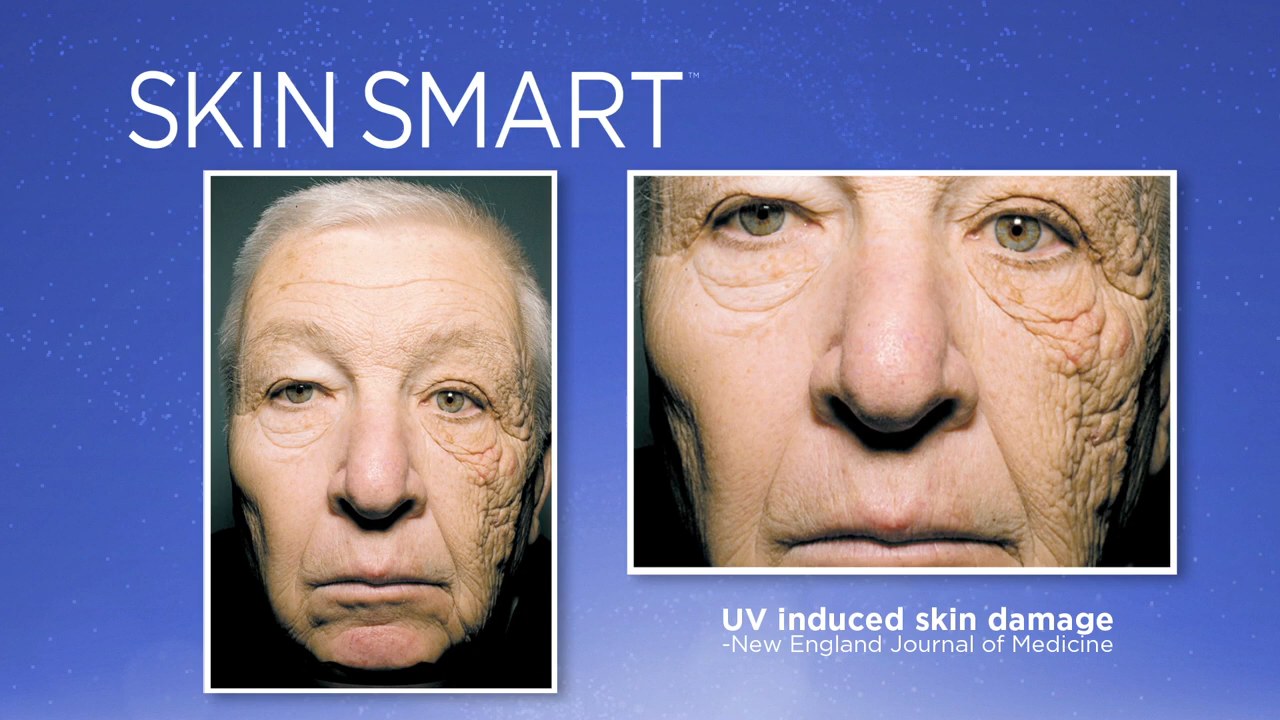 SKIN SMART™
UV induced skin damage
-New England Journal of Medicine